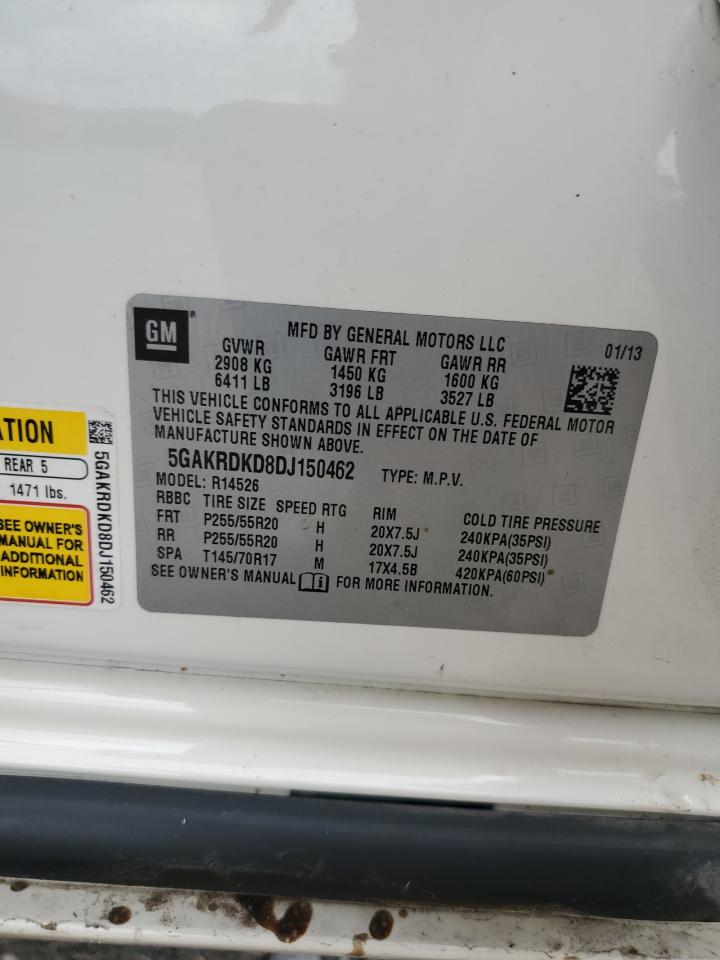 GM ®
MFD BY GENERAL MOTORS LLC
01/13
GVWR GAWR FRT GAWR RR
2908 KG 1450 KG 1600 KG
6411 LB 3196 LB 3527 LB
THIS VEHICLE CONFORMS TO ALL APPLICABLE U.S. FEDERAL MOTOR
VEHICLE SAFETY STANDARDS IN EFFECT ON THE DATE OF
MANUFACTURE SHOWN ABOVE.
5GAKRDKD8DJ150462 TYPE: M.P.V.
MODEL: R14526
RBBC TIRE SIZE SPEED RTG RIM COLD TIRE PRESSURE
FRT P255/55R20 H 20X7.5J 240KPA(35PSI)
RR P255/55R20 H 20X7.5J 240KPA(35PSI)
SPA T145/70R17 M 17X4.5B 420KPA(60PSI)
SEE OWNER'S MANUAL i FOR MORE INFORMATION.
ATION
REAR 5
1471 lbs.
SEE OWNER'S
MANUAL FOR
ADDITIONAL
INFORMATION
5GAKRDKD8DJ150462